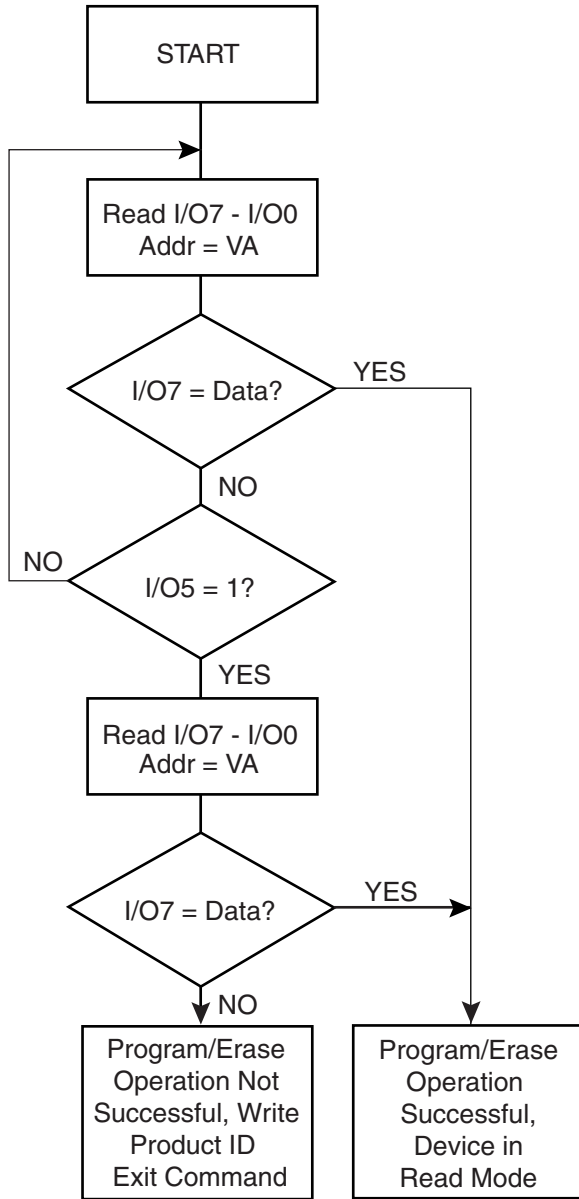 START
Read I/O7 - I/O0
Addr = VA
I/O7 = Data?
YES
NO
NO
I/O5 = 1?
YES
Read I/O7 - I/O0
Addr = VA
I/O7 = Data?
YES
NO
Program/Erase
Operation Not
Successful, Write
Product ID
Exit Command
Program/Erase
Operation
Successful,
Device in
Read Mode